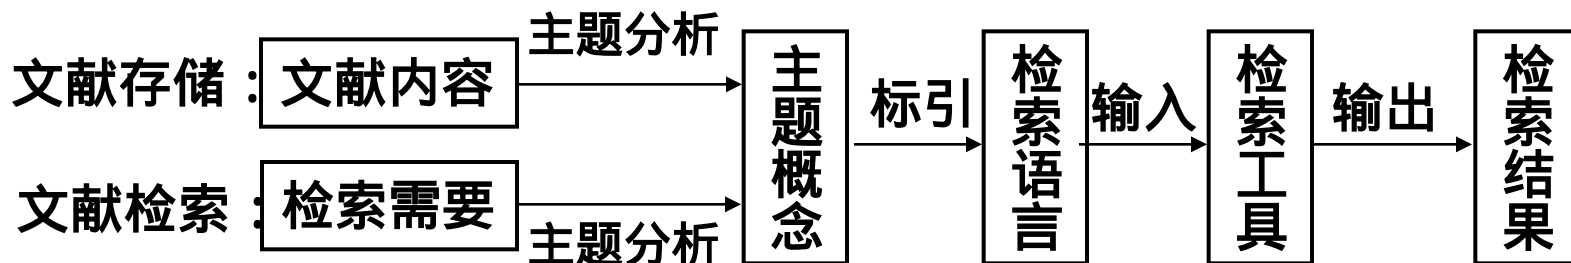 文献存储：
文献内容
主题分析
文献检索：
检索需要
主题分析
主题概念
标引
检索语言
输入
检索工具
输出
检索结果